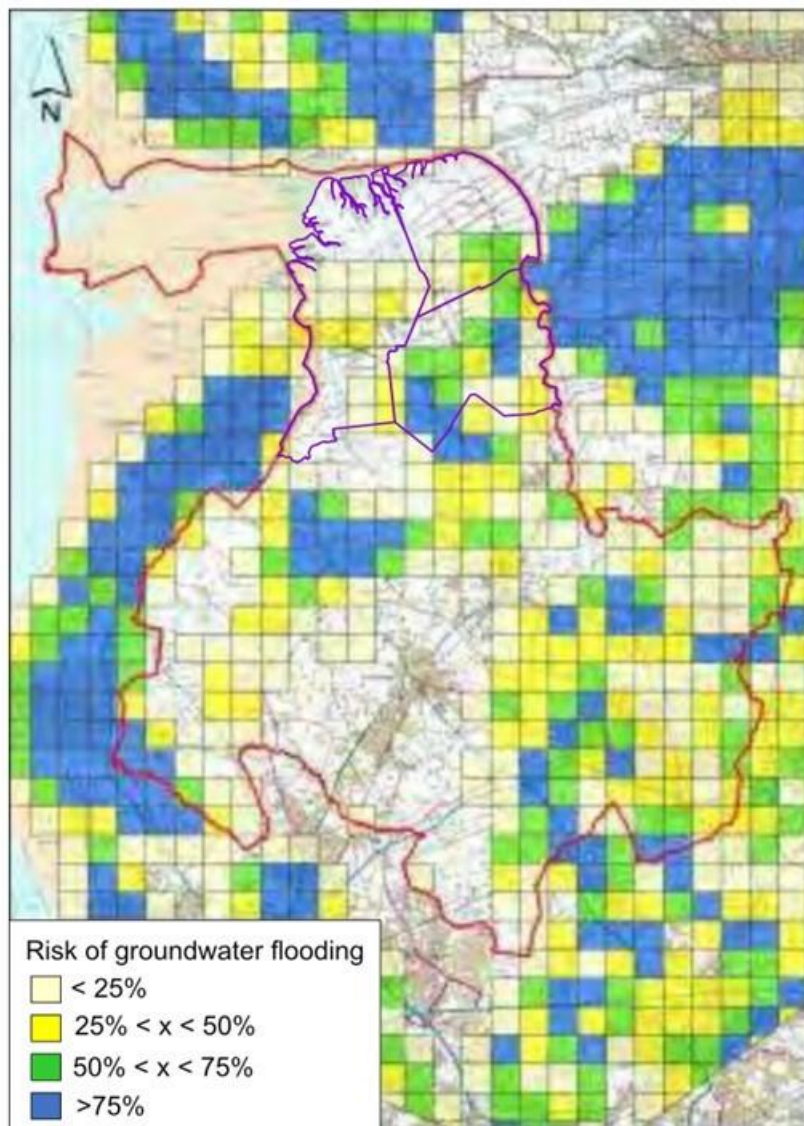 N
Risk of groundwater flooding
< 25%
25% < x < 50%
50% < x < 75%
>75%